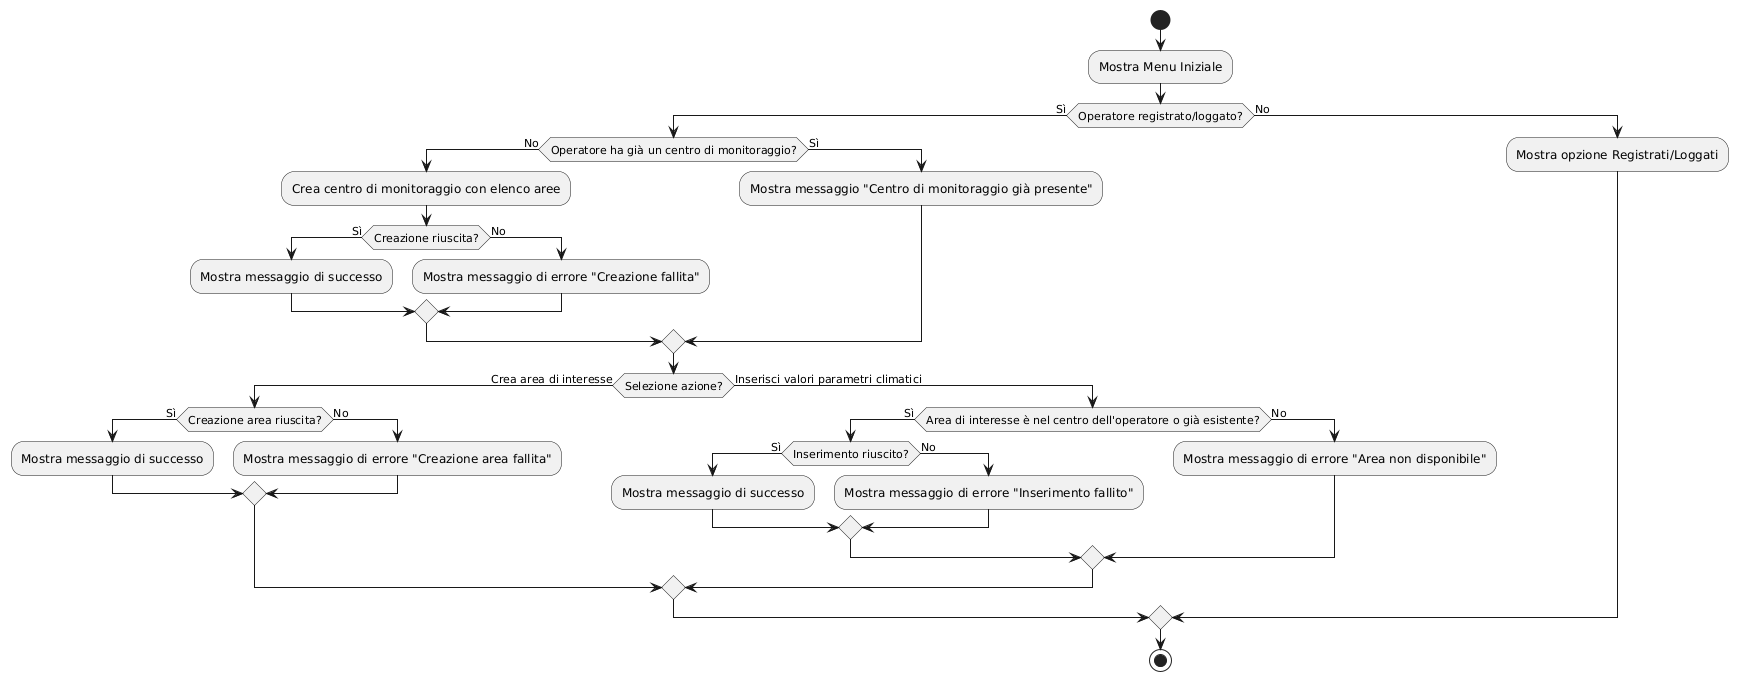 Mostra Menu Iniziale
Sì
Operatore registrato/loggato?
No
No
Operatore ha già un centro di monitoraggio?
Sì
Mostra opzione Registrati/Loggati
Crea centro di monitoraggio con elenco aree
Mostra messaggio "Centro di monitoraggio già presente"
Sì
Creazione riuscita?
No
Mostra messaggio di successo
Mostra messaggio di errore "Creazione fallita"
Crea area di interesse
Selezione azione?
Inserisci valori parametri climatici
Sì
Creazione area riuscita?
No
Sì
Area di interesse è nel centro dell'operatore o già esistente?
No
Mostra messaggio di successo
Mostra messaggio di errore "Creazione area fallita"
Sì
Inserimento riuscito?
No
Mostra messaggio di errore "Area non disponibile"
Mostra messaggio di successo
Mostra messaggio di errore "Inserimento fallito"